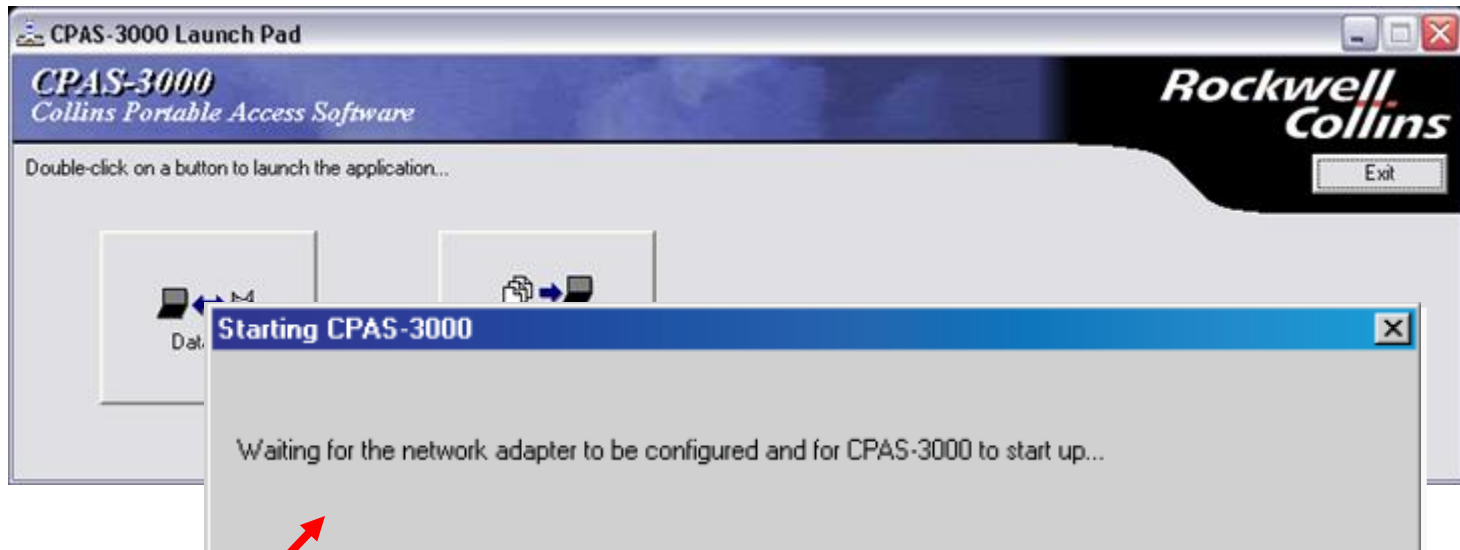 CPAS-3000 Launch Pad
CPAS-3000
Collins Portable Access Software
Rockwell
Collins
Double-click on a button to launch the application...
Exit
Starting CPAS-3000
Waiting for the network adapter to be configured and for CPAS-3000 to start up...